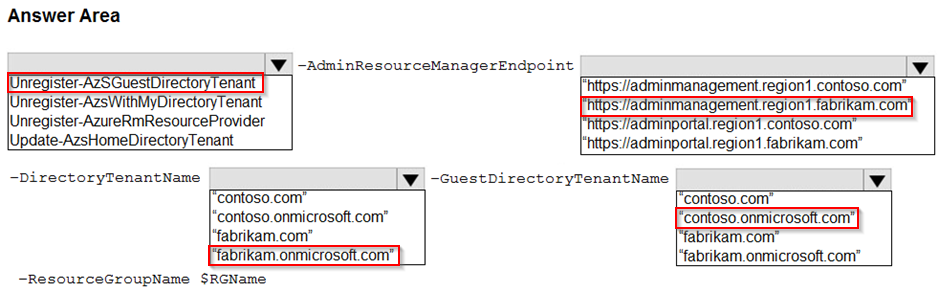 Answer Area
-AdminResourceManagerEndpoint
Unregister-AzSGuestDirectoryTenant
Unregister-AzsWithMyDirectoryTenant
Unregister-AzureRmResourceProvider
Update-AzsHomeDirectoryTenant
“https://adminmanagement.region1.contoso.com”
“https://adminmanagement.region1.fabrikam.com”
“https://adminportal.region1.contoso.com”
“https://adminportal.region1.fabrikam.com”
-DirectoryTenantName
“contoso.com”
“contoso.onmicrosoft.com”
“fabrikam.com”
“fabrikam.onmicrosoft.com”
-GuestDirectoryTenantName
“contoso.com”
“contoso.onmicrosoft.com”
“fabrikam.com”
“fabrikam.onmicrosoft.com”
-ResourceGroupName $RGName